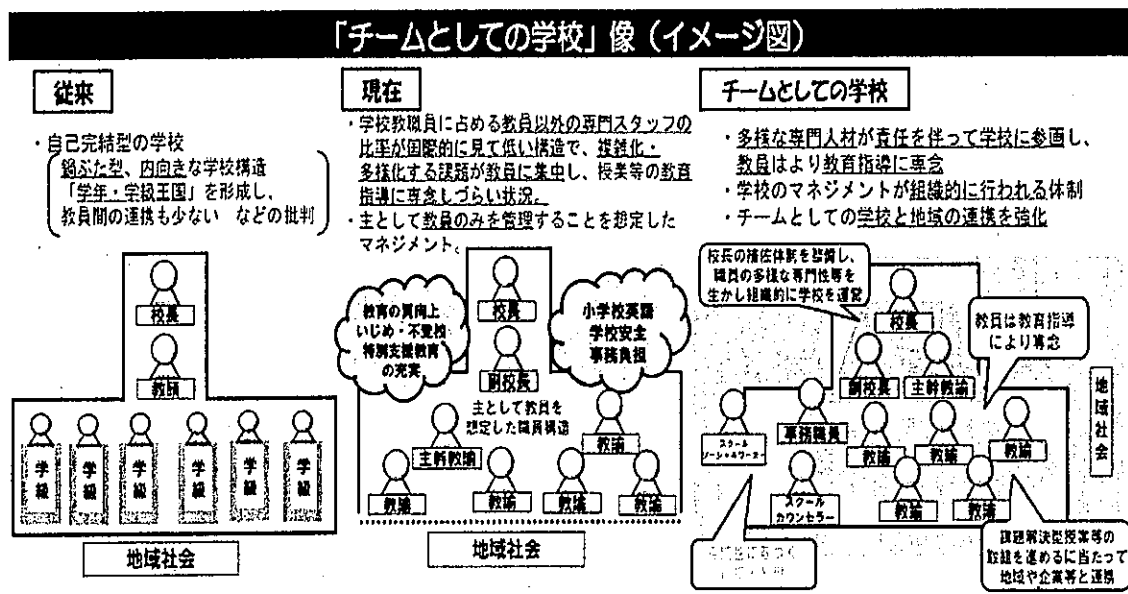 「チームとしての学校」像（イメージ図）
従来
・自己完結型の学校
鍋ぶた型、内向きな学校構造
「学年・学級王国」を形成し、
教員間の連携も少ない などの批判
校長
教頭
学級
学級
学級
学級
学級
学級
地域社会
現在
・学校教職員に占める教員以外の専門スタッフの
比率が国際的に見て低い構造で、複雑化・
多様化する課題が教員に集中し、授業等の教育
指導に専念しづらい状況。
・主として教員のみを管理することを想定した
マネジメント。
教育の質向上
いじめ・不登校
特別支援教育
の充実
校長
副校長
小学校英語
学校安全
事務負担
主として教員を
想定した職員構造
主幹教諭
教諭
教諭
教諭
教諭
教諭
地域社会
チームとしての学校
・多様な専門人材が責任を伴って学校に参画し、
教員はより教育指導に専念
・学校のマネジメントが組織的に行われる体制
・チームとしての学校と地域の連携を強化
校長の補佐体制を整備し、
職員の多様な専門性等を
生かし組織的に学校を運営
校長
教員は教育指導
により専念
副校長
主幹教諭
スクール
ソーシャルワーカー
事務職員
教諭
教諭
教諭
スクール
カウンセラー
教諭
教諭
地域社会
課題解決型授業等の
取組を進めるに当たって
地域や企業等と連携